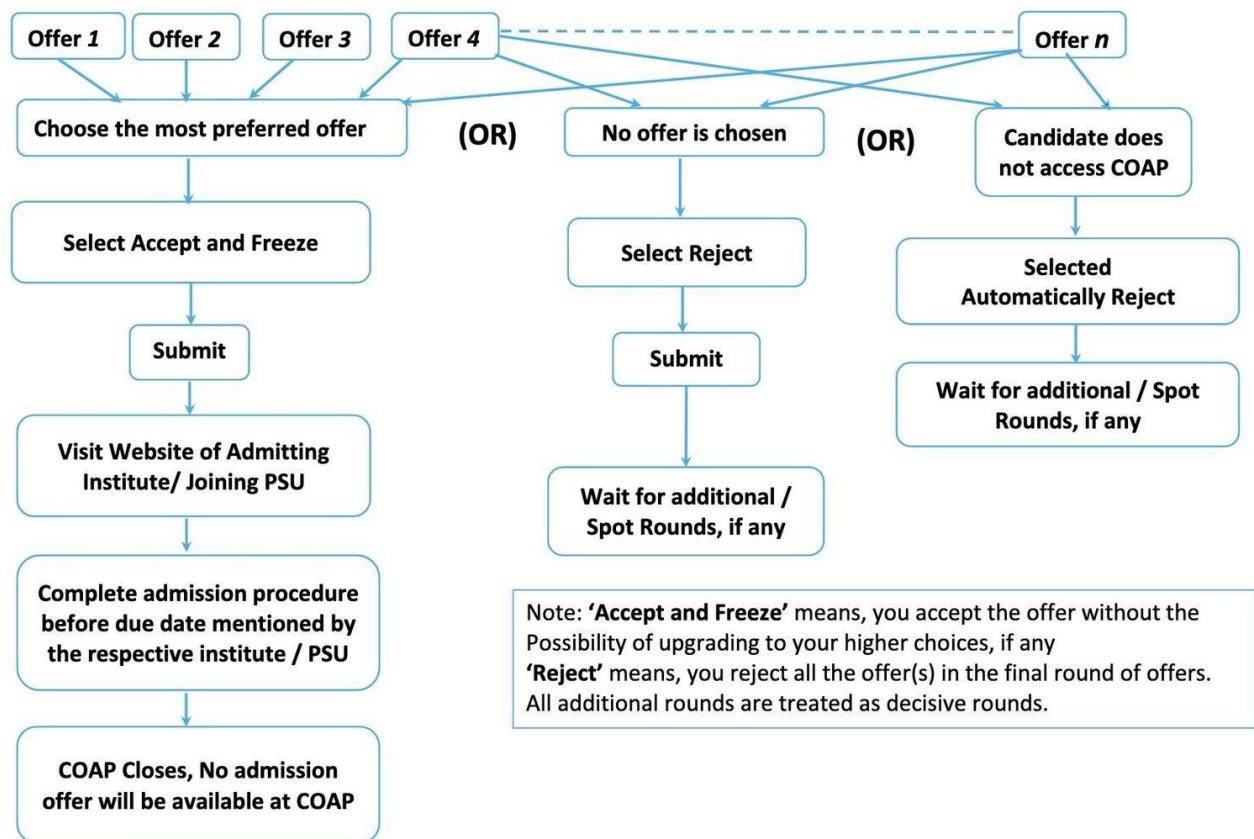 Offer 1
Offer 2
Offer 3
Offer 4
Offer n
Choose the most preferred offer
(OR)
No offer is chosen
(OR)
Candidate does
not access COAP
Select Accept and Freeze
Select Reject
Selected
Automatically Reject
Submit
Submit
Wait for additional / Spot
Rounds, if any
Visit Website of Admitting
Institute/ Joining PSU
Wait for additional /
Spot Rounds, if any
Complete admission procedure
before due date mentioned by
the respective institute / PSU
COAP Closes, No admission
offer will be available at COAP
Note: ‘Accept and Freeze’ means, you accept the offer without the
Possibility of upgrading to your higher choices, if any
‘Reject’ means, you reject all the offer(s) in the final round of offers.
All additional rounds are treated as decisive rounds.